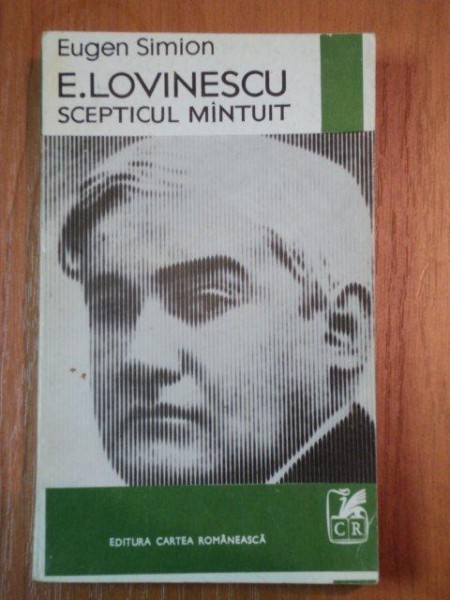 Eugen Simion
E.LOVINESCU
SCEPTICUL MÎNTUIT
EDITURA CARTEA ROMÂNEASCĂ
CR